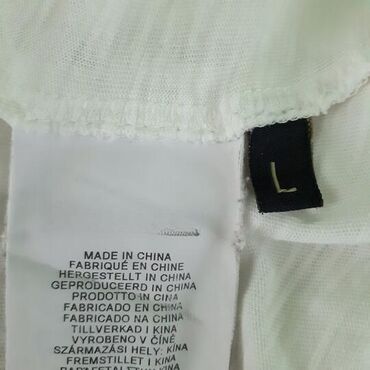 L
MADE IN CHINA
FABRIQUÉ EN CHINE
HERGESTELLT IN CHINA
GEPRODUCEERD IN CHINA
PRODOTTO IN CINA
FABRICADO EN CHINA
FABRICADO NA CHINA
TILLVERKAD I KINA
VYROBENO V ČÍNĚ
SZÁRMAZÁSI HELY: KÍNA
FREMSTILLET I KINA